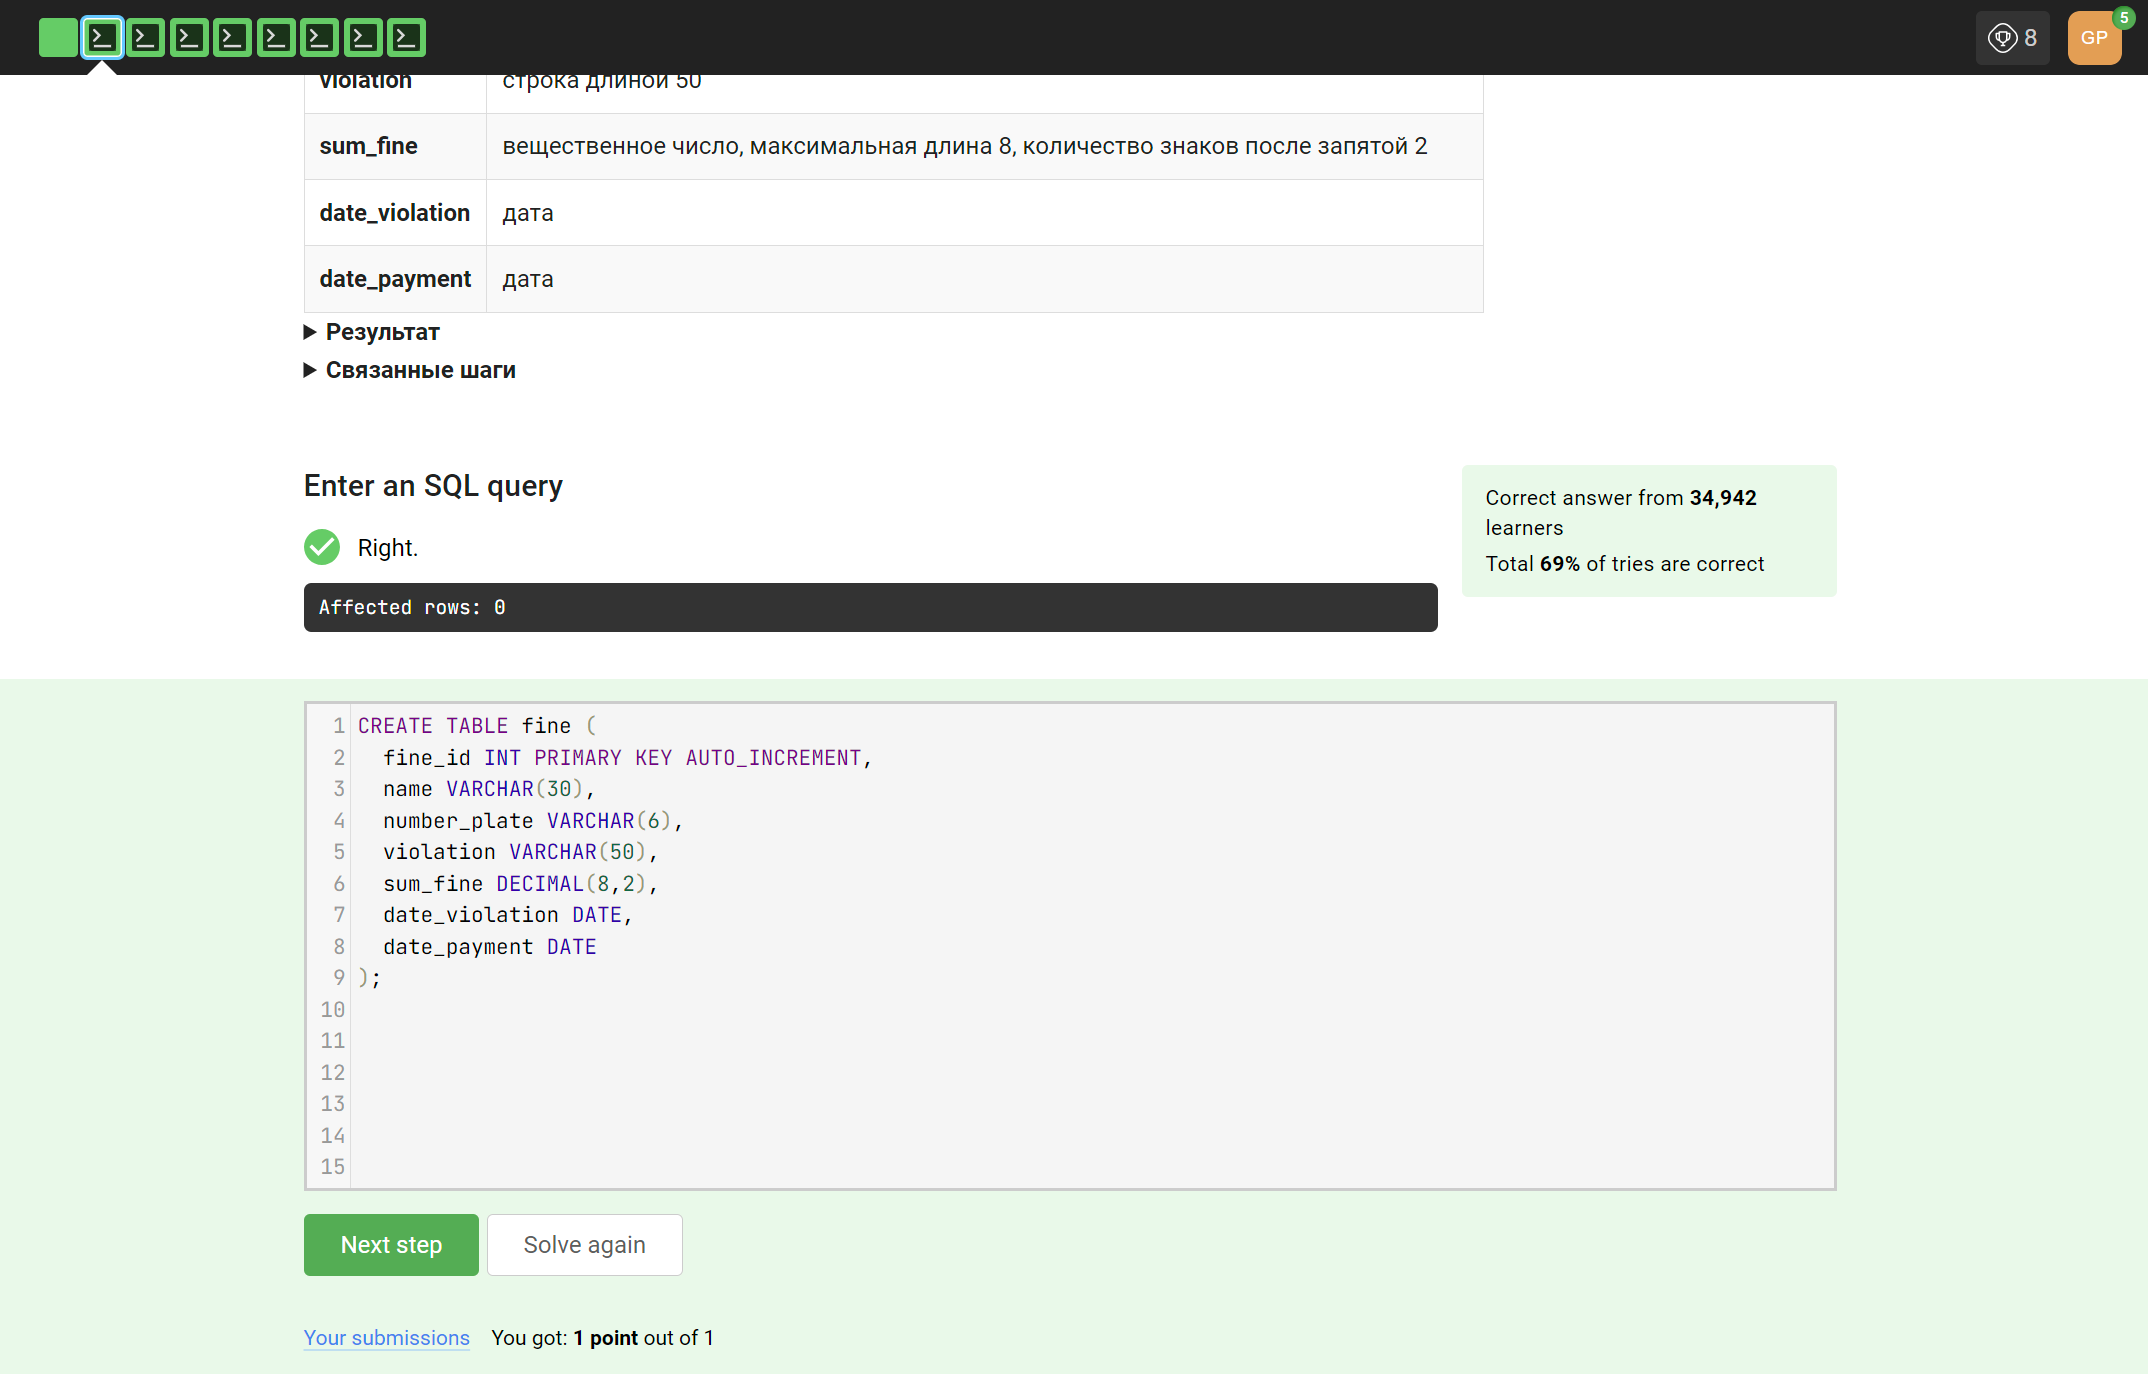 8
GP
5
violation строка длиной 50
sum_fine вещественное число, максимальная длина 8, количество знаков после запятой 2
date_violation дата
date_payment дата
Результат
Связанные шаги
Enter an SQL query
Correct answer from 34,942
learners
Total 69% of tries are correct
Right.
Affected rows: 0
1 CREATE TABLE fine (
2 fine_id INT PRIMARY KEY AUTO_INCREMENT,
3 name VARCHAR(30),
4 number_plate VARCHAR(6),
5 violation VARCHAR(50),
6 sum_fine DECIMAL(8,2),
7 date_violation DATE,
8 date_payment DATE
9 );
10
11
12
13
14
15
Next step
Solve again
Your submissions You got: 1 point out of 1